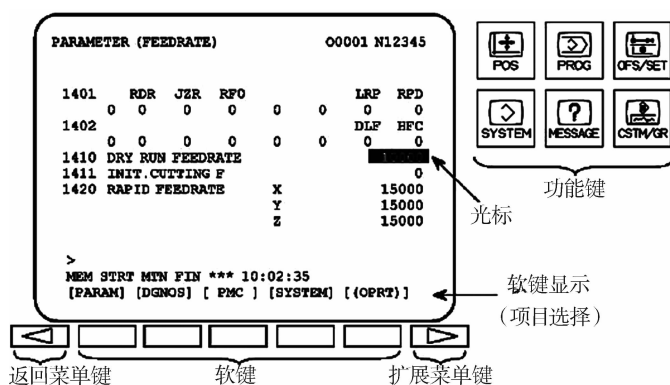 PARAMETER (FEEDRATE) O0001 N12345
1401 RDR JZR RFO LRP RPD
0 0 0 0 0 0 0 0
1402 DLF HFC
0 0 0 0 0 0 0 0
1410 DRY RUN FEEDRATE
1411 INIT.CUTTING F 0
1420 RAPID FEEDRATE X 15000
Y 15000
Z 15000
>
MEM STRT MTN FIN *** 10:02:35
[PARAM] [DGNOS] [ PMC ] [SYSTEM] [(OPRT)]
POS PROG OFS/SET
SYSTEM MESSAGE CSTM/GR
功能键
光标
软键显示
(项目选择)
返回菜单键 软键 扩展菜单键